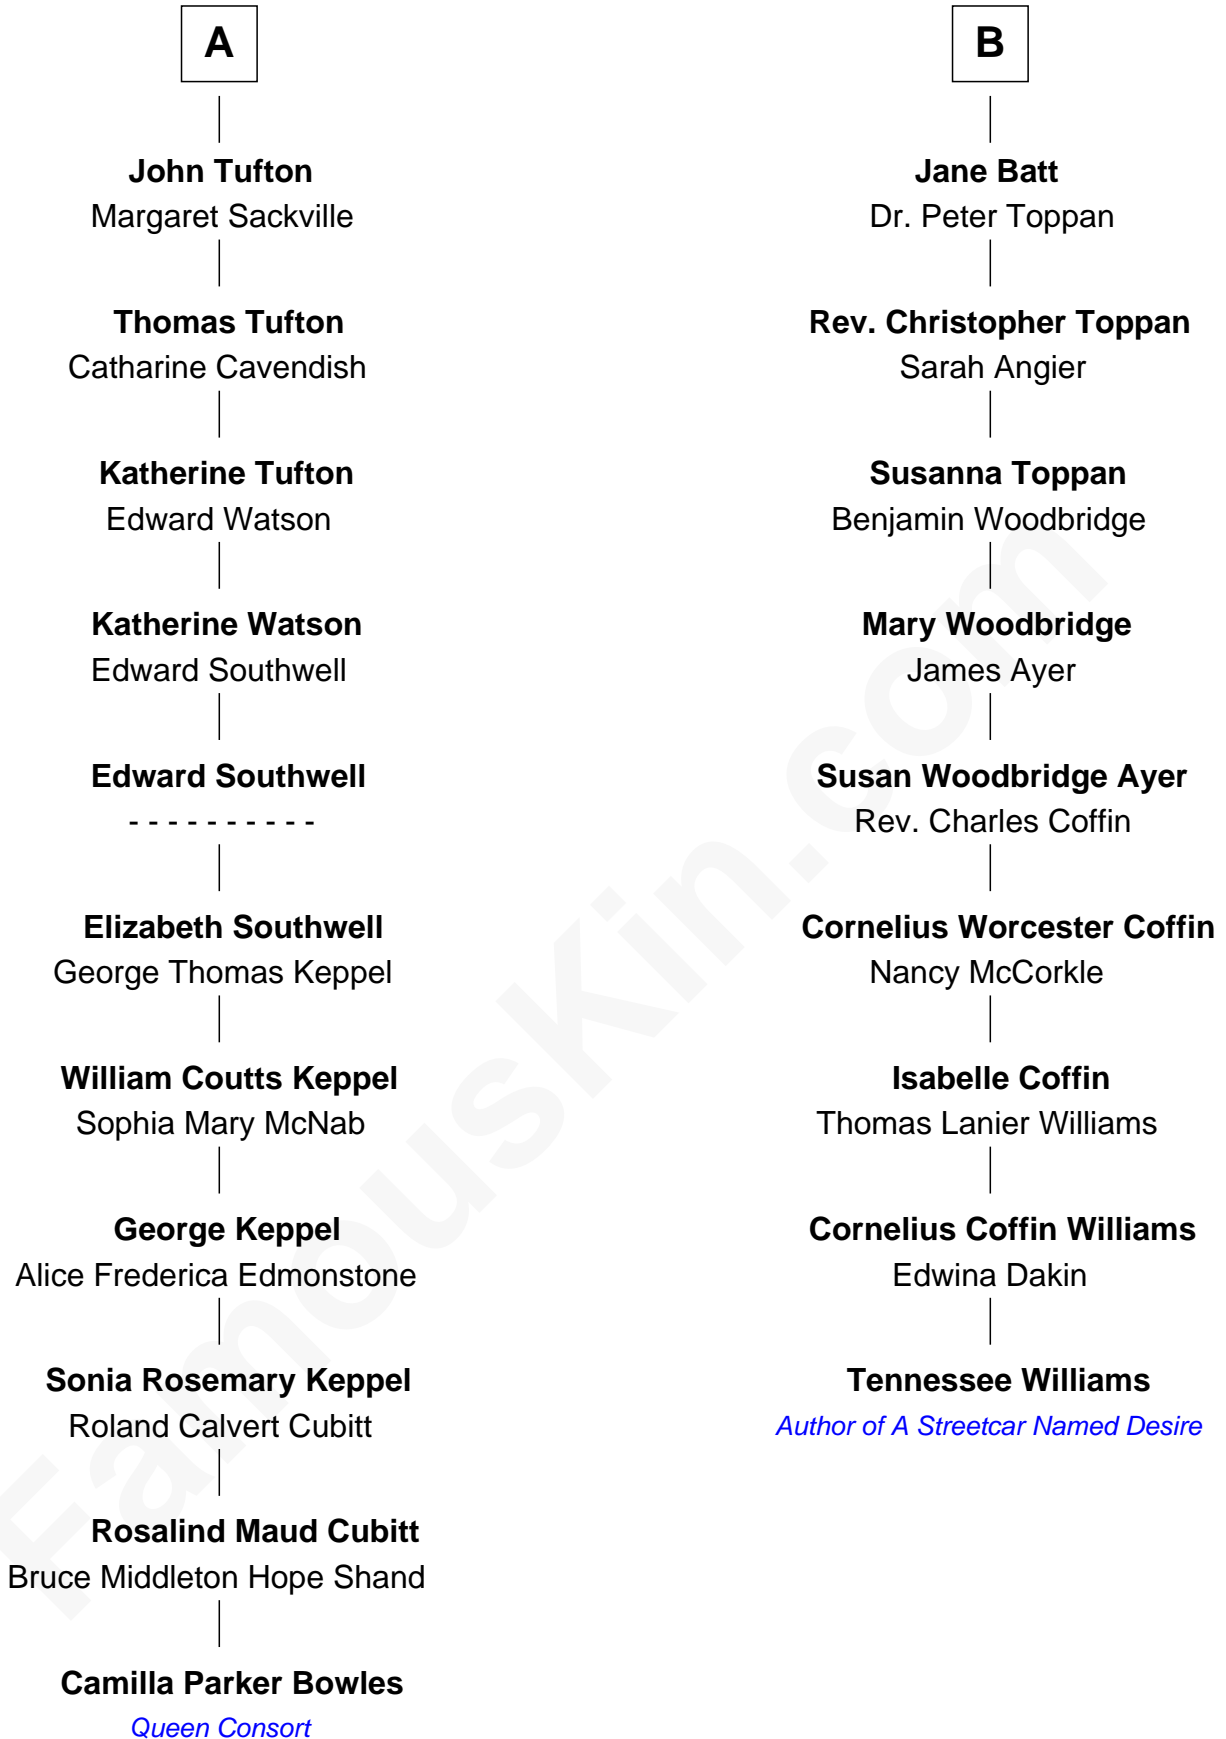 A
John Tufton
Margaret Sackville
Thomas Tufton
Catharine Cavendish
Katherine Tufton
Edward Watson
Katherine Watson
Edward Southwell
Edward Southwell
- - - - - - - - - -
Elizabeth Southwell
George Thomas Keppel
William Coutts Keppel
Sophia Mary McNab
George Keppel
Alice Frederica Edmonstone
Sonia Rosemary Keppel
Roland Calvert Cubitt
Rosalind Maud Cubitt
Bruce Middleton Hope Shand
Camilla Parker Bowles
Queen Consort
B
Jane Batt
Dr. Peter Toppan
Rev. Christopher Toppan
Sarah Angier
Susanna Toppan
Benjamin Woodbridge
Mary Woodbridge
James Ayer
Susan Woodbridge Ayer
Rev. Charles Coffin
Cornelius Worcester Coffin
Nancy McCorkle
Isabelle Coffin
Thomas Lanier Williams
Cornelius Coffin Williams
Edwina Dakin
Tennessee Williams
Author of A Streetcar Named Desire
FamousKin.com